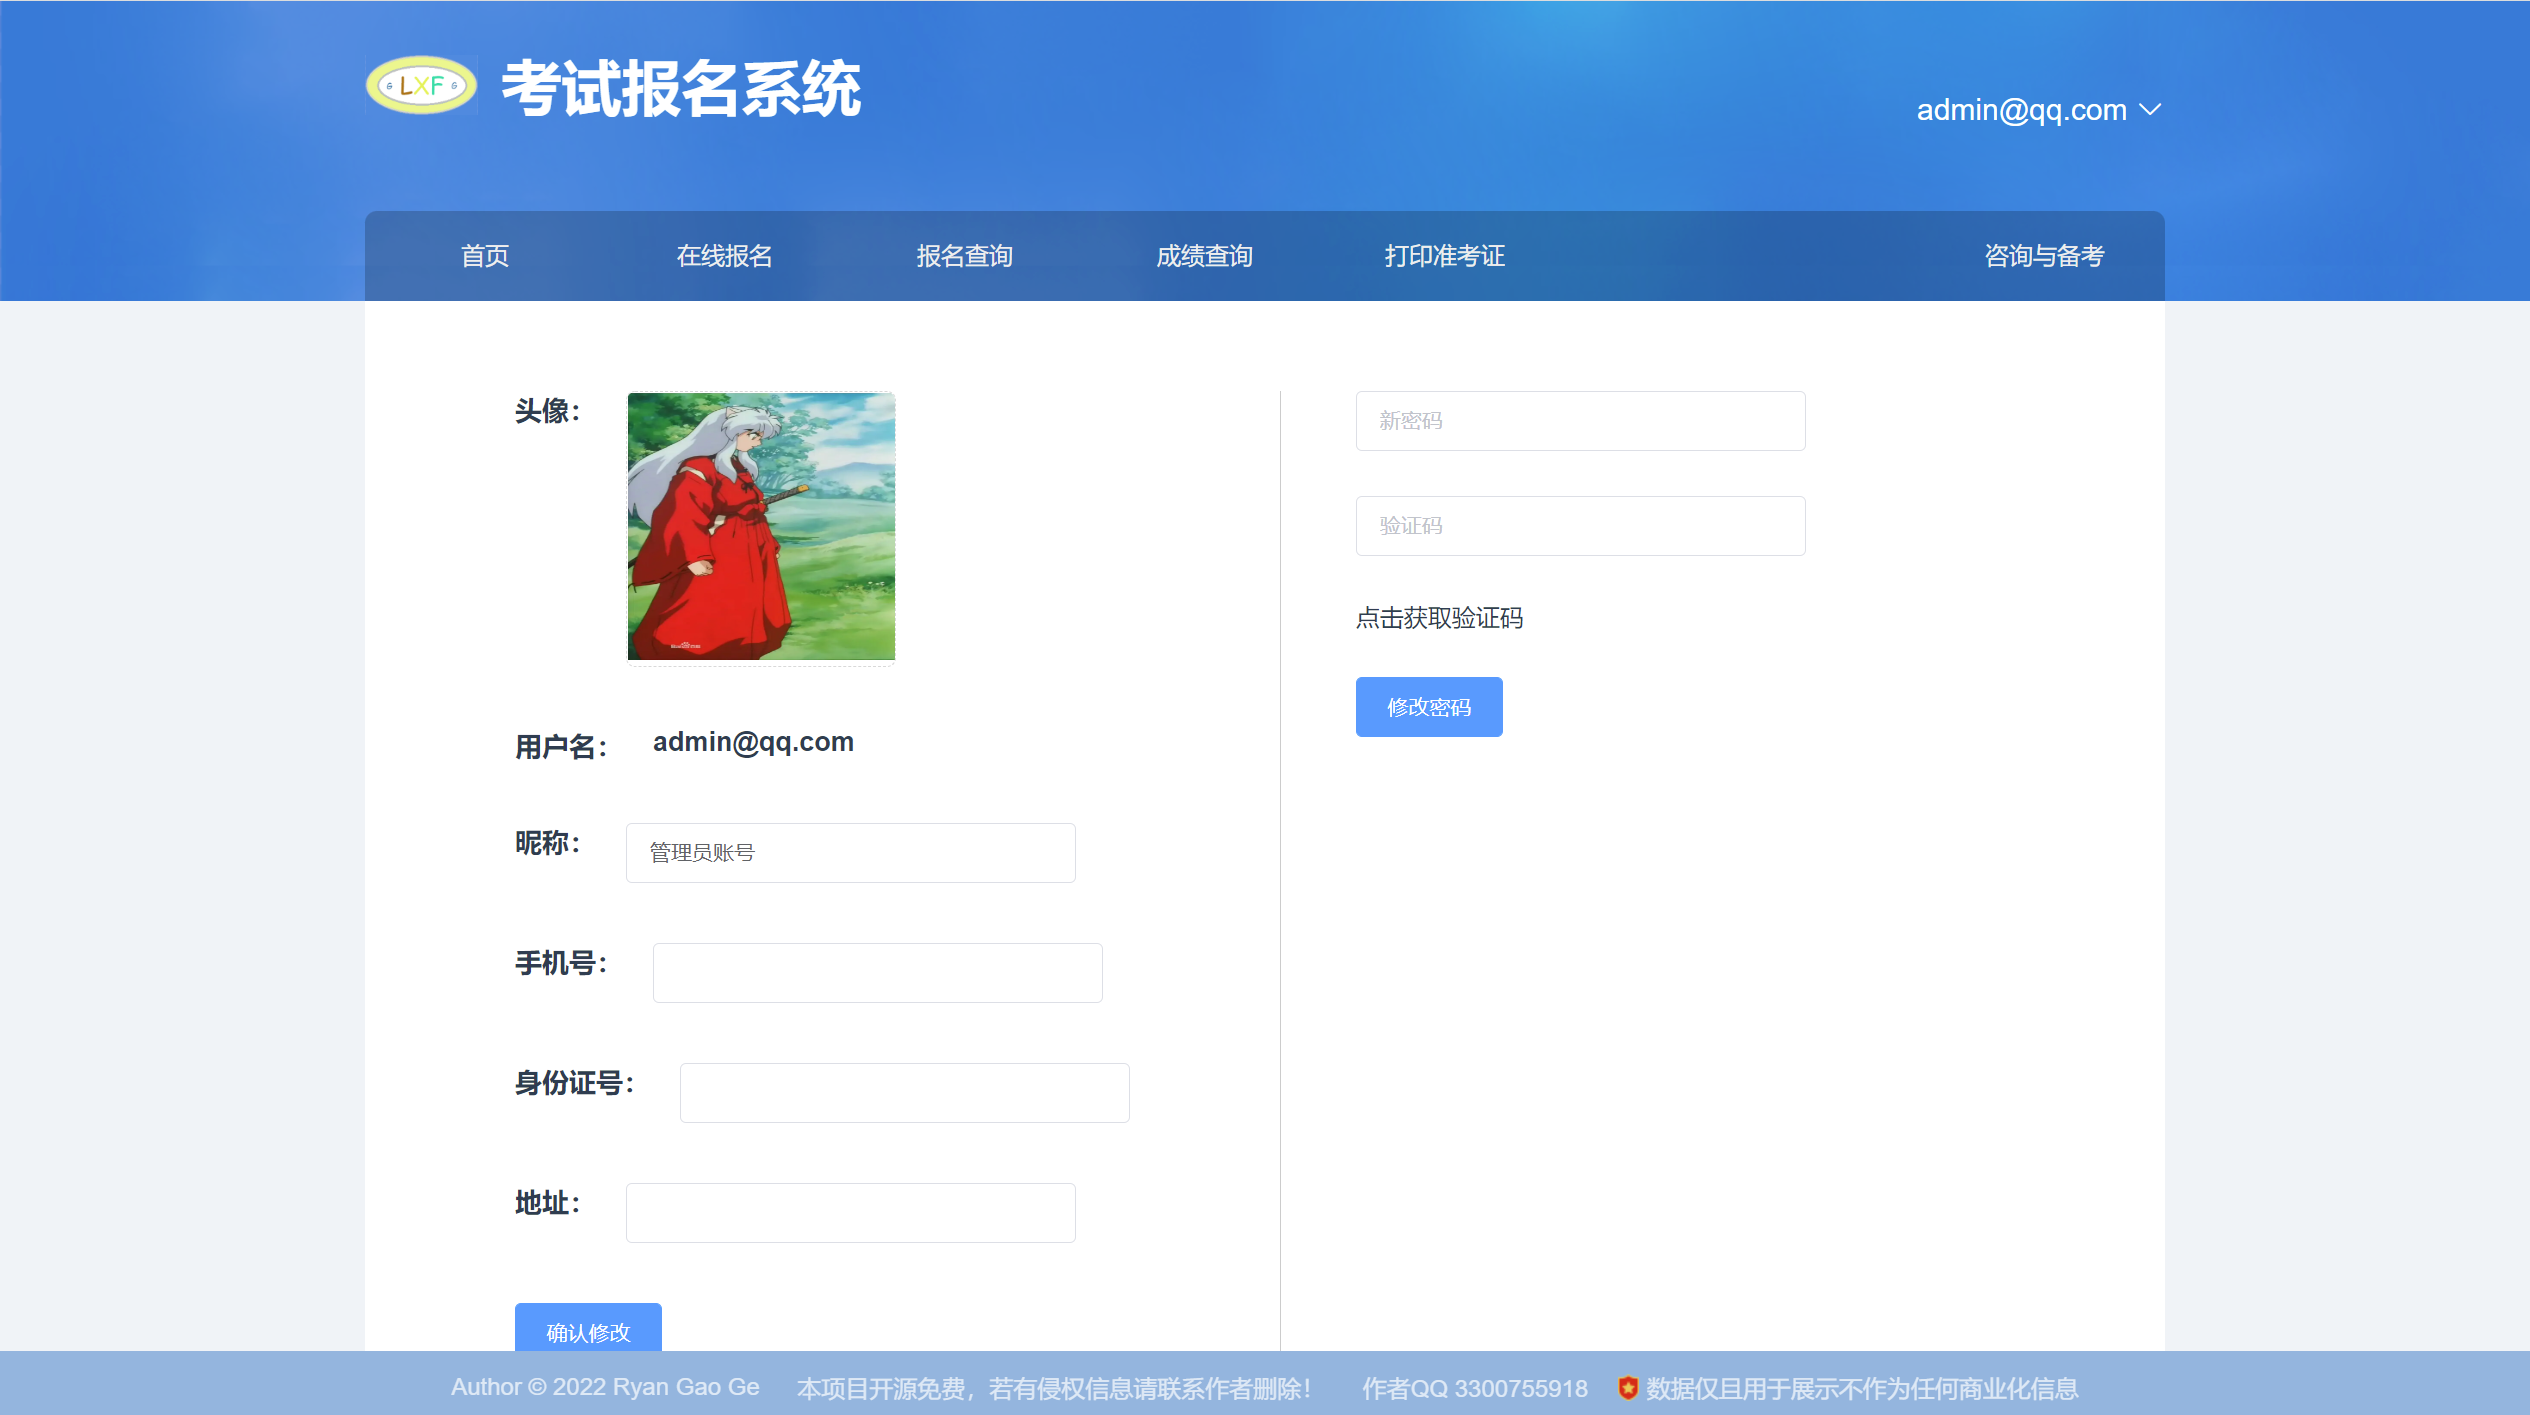 G LXF G
考试报名系统
admin@qq.com
首页 在线报名 报名查询 成绩查询 打印准考证 咨询与备考
头像：
用户名： admin@qq.com
昵称： 管理员账号
手机号：
身份证号：
地址：
确认修改
新密码
验证码
点击获取验证码
修改密码
Author © 2022 Ryan Gao Ge 本项目开源免费，若有侵权信息请联系作者删除！ 作者QQ 3300755918 数据仅且用于展示不作为任何商业化信息